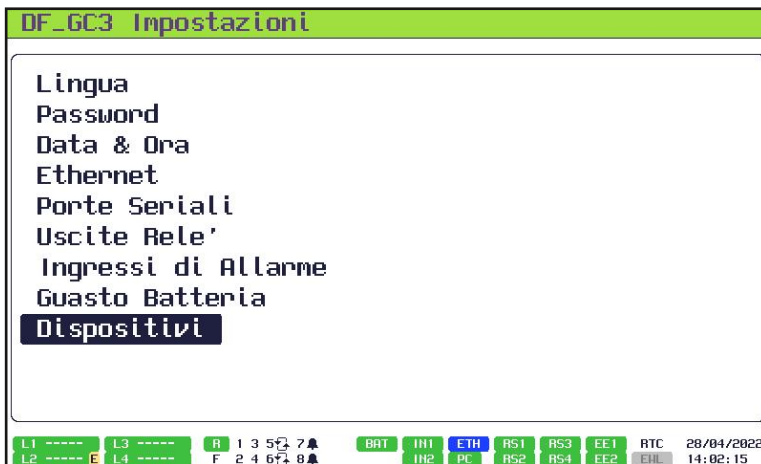 DF_GC3 Impostazioni
Lingua
Password
Data & Ora
Ethernet
Porte Seriali
Uscite Rele'
Ingressi di Allarme
Guasto Batteria
Dispositivi
L1 ----- L3 ----- R 1 3 5 7 BAT IN1 ETH RS1 RS3 EE1 RTC 28/04/2022
L2 ----- E L4 ----- F 2 4 6 8 IN2 PC RS2 RS4 EE2 EWL 14:02:15